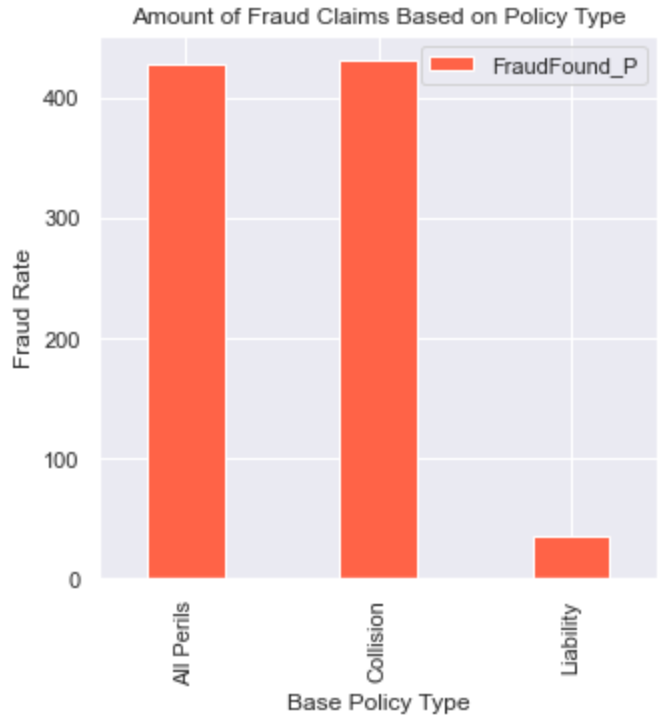 Amount of Fraud Claims Based on Policy Type
FraudFound_P
400
300
200
100
0
Fraud Rate
All Perils
Collision
Liability
Base Policy Type